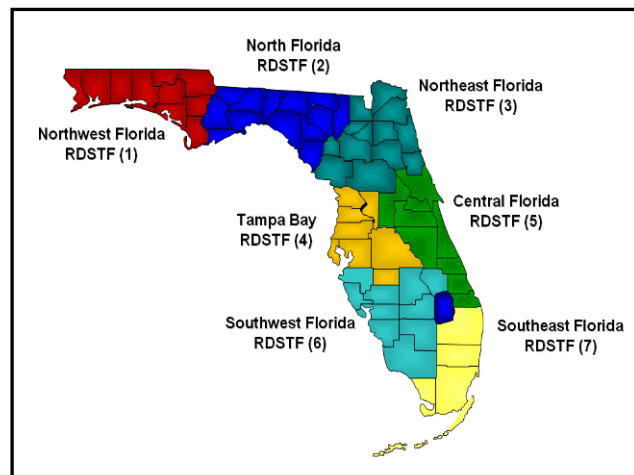 North Florida
RDSTF (2)
Northeast Florida
RDSTF (3)
Northwest Florida
RDSTF (1)
Central Florida
RDSTF (5)
Tampa Bay
RDSTF (4)
Southwest Florida
RDSTF (6)
Southeast Florida
RDSTF (7)